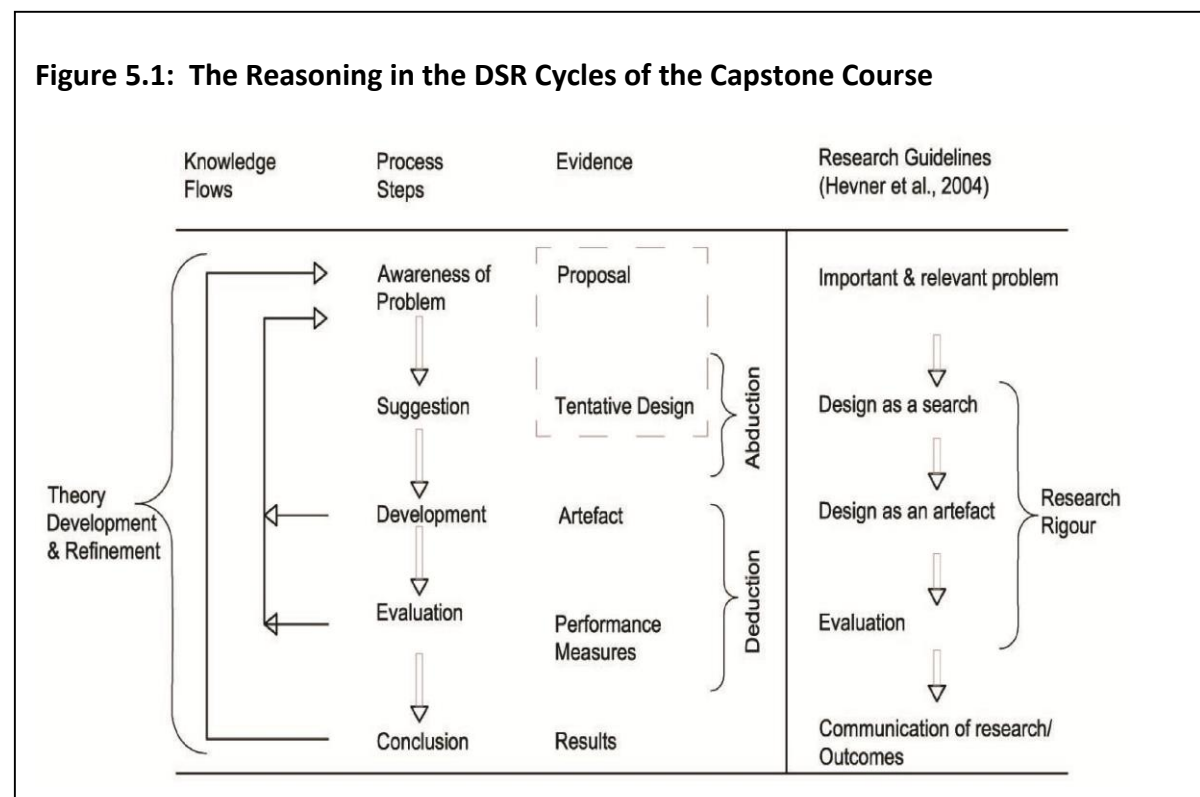 Figure 5.1:  The Reasoning in the DSR Cycles of the Capstone Course
Knowledge
Flows
Process
Steps
Evidence
Research Guidelines
(Hevner et al., 2004)
Awareness of
Problem
Proposal
Important & relevant problem
Suggestion
Tentative Design
Abduction
Design as a search
Theory
Development
& Refinement
Development
Artefact
Design as an artefact
Research
Rigour
Evaluation
Performance
Measures
Deduction
Evaluation
Conclusion
Results
Communication of research/
Outcomes